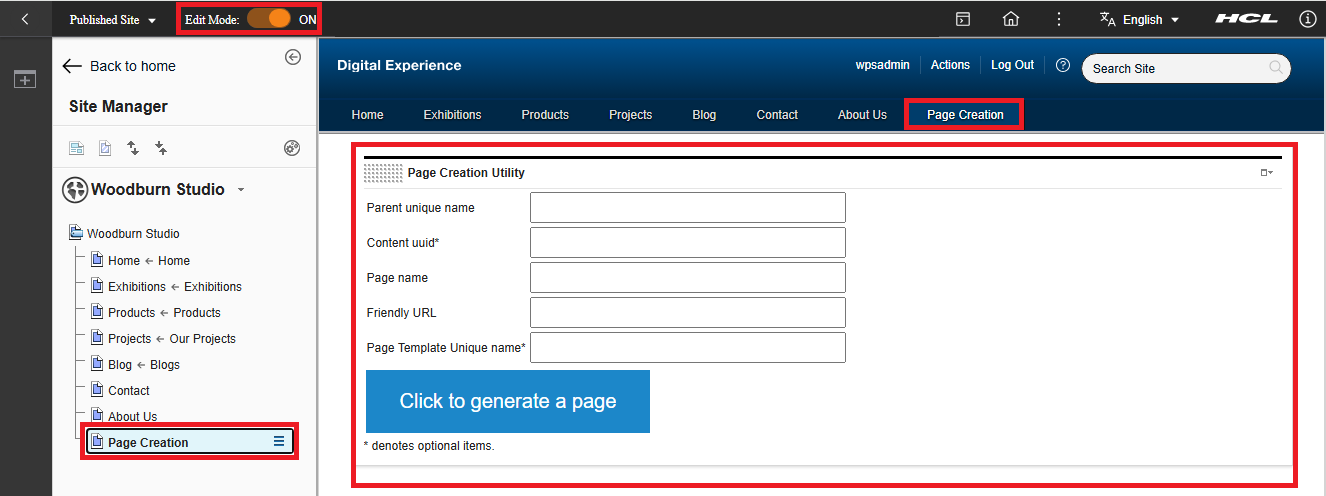 Published Site
Edit Mode: ON
English
HCL
Back to home
Site Manager
Woodburn Studio
Woodburn Studio
Home ← Home
Exhibitions ← Exhibitions
Products ← Products
Projects ← Our Projects
Blog ← Blogs
Contact
About Us
Page Creation
Digital Experience
wpsadmin
Actions
Log Out
Search Site
Home
Exhibitions
Products
Projects
Blog
Contact
About Us
Page Creation
Page Creation Utility
Parent unique name
Content uuid*
Page name
Friendly URL
Page Template Unique name*
Click to generate a page
* denotes optional items.